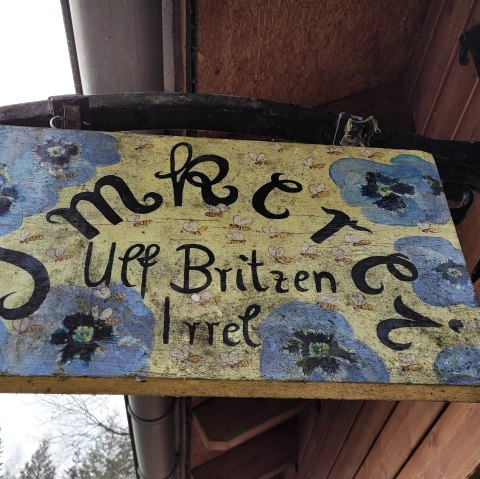 Imkerei
Ulf Britzen
Irrel